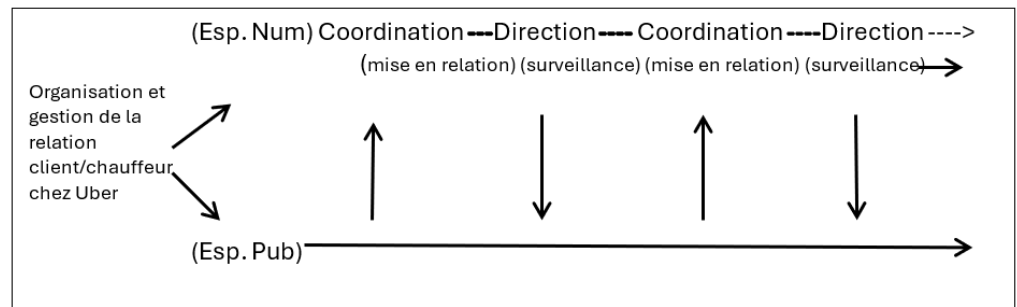 (Esp. Num) Coordination ---Direction---- Coordination ----Direction ---->
(mise en relation) (surveillance) (mise en relation) (surveillance)
Organisation et
gestion de la
relation
client/chauffeur
chez Uber
(Esp. Pub)